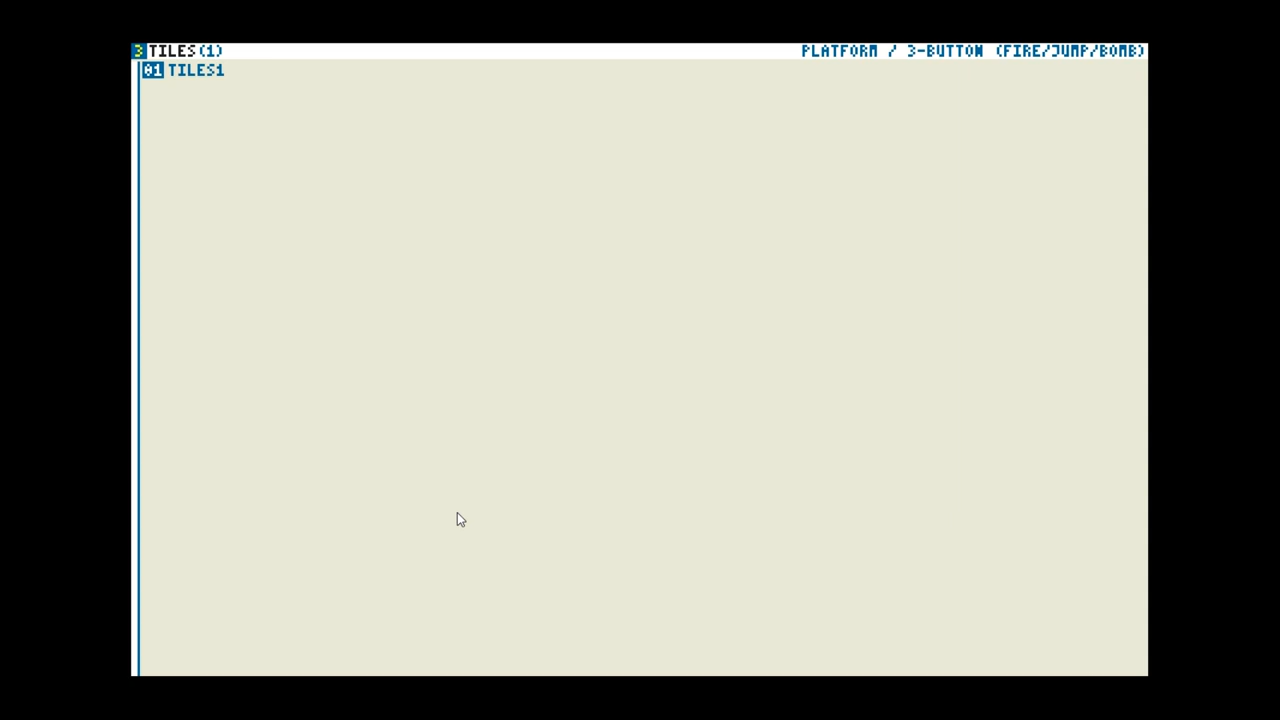 3 TILES(1) PLATFORM / 3-BUTTON (FIRE/JUMP/BOMB)
01 TILES1